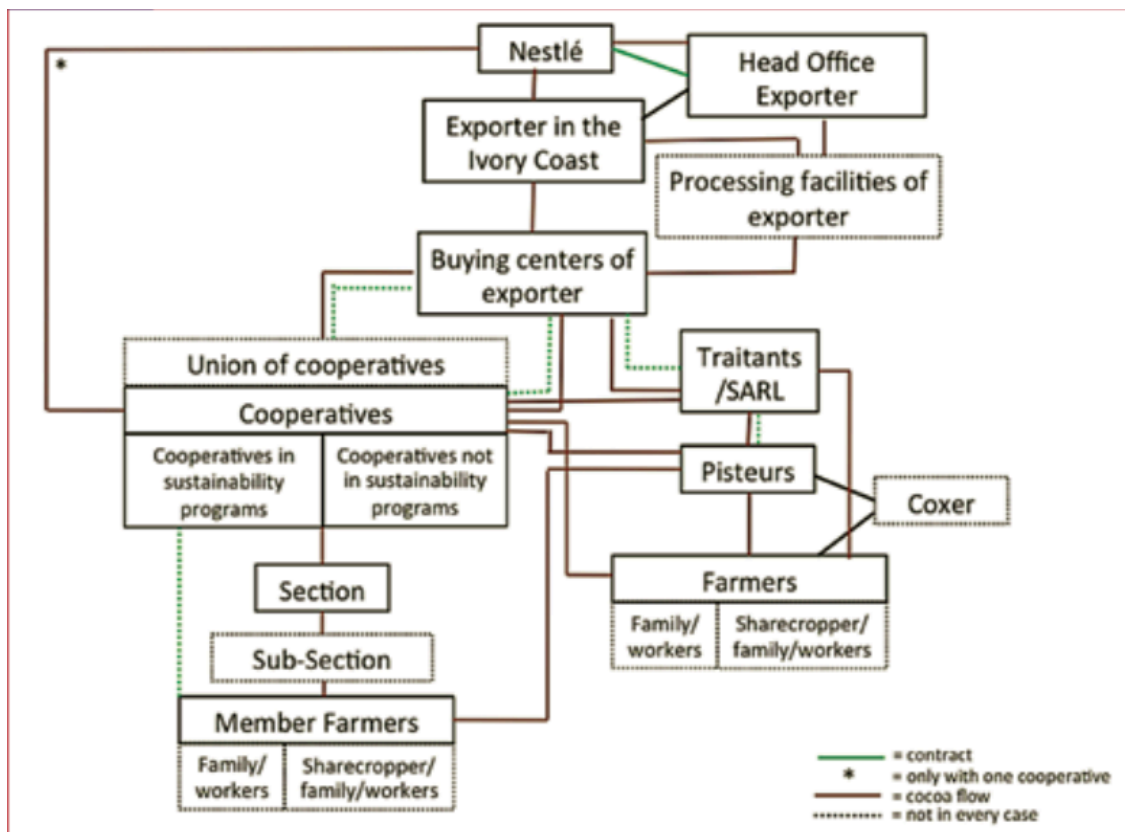 *
Nestlé
Head Office
Exporter
Exporter in the
Ivory Coast
Processing facilities of
exporter
Buying centers of
exporter
Union of cooperatives
Traitants
/SARL
Cooperatives
Cooperatives in
sustainability
programs
Cooperatives not
in sustainability
programs
Pisteurs
Coxer
Section
Farmers
Family/
workers
Sharecropper/
family/workers
Sub-Section
Member Farmers
Family/
workers
Sharecropper/
family/workers
= contract
* = only with one cooperative
= cocoa flow
= not in every case